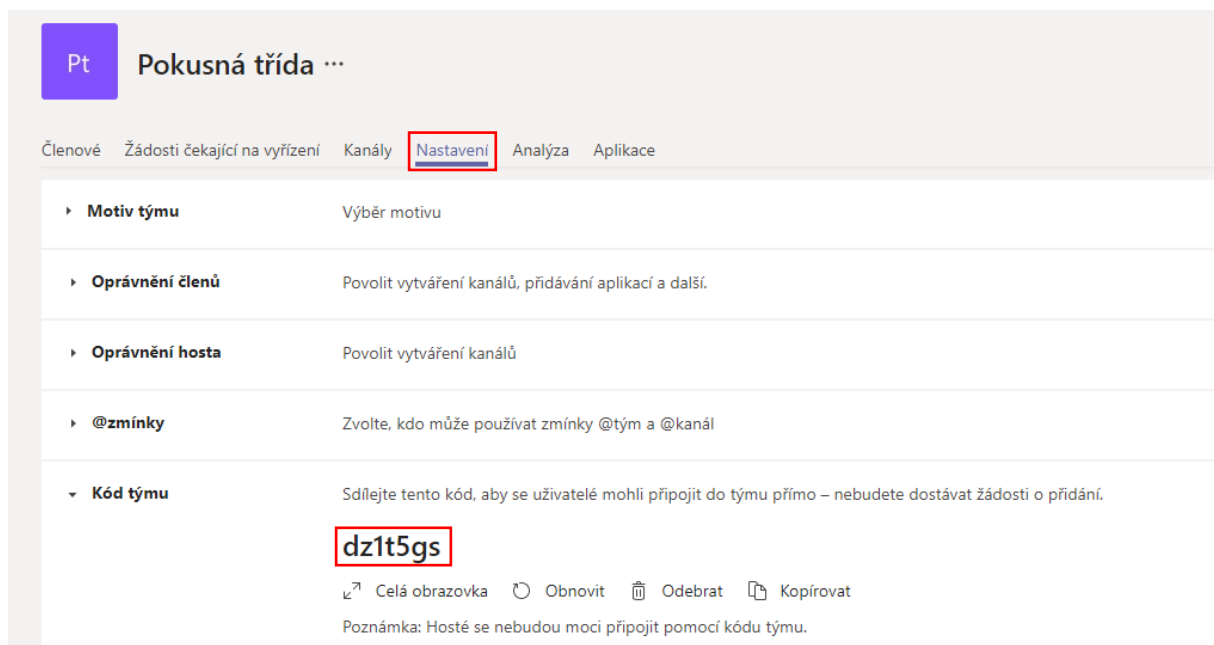 Pt Pokusná třída ...
Členové Žádosti čekající na vyřízení Kanály Nastavení Analýza Aplikace
Motiv týmu Výběr motivu
Oprávnění členů Povolit vytváření kanálů, přidávání aplikací a další.
Oprávnění hosta Povolit vytváření kanálů
@zmínky Zvolte, kdo může používat zmínky @tým a @kanál
Kód týmu Sdílejte tento kód, aby se uživatelé mohli připojit do týmu přímo – nebudete dostávat žádosti o přidání.
dz1t5gs
Celá obrazovka Obnovit Odebrat Kopírovat
Poznámka: Hosté se nebudou moci připojit pomocí kódu týmu.